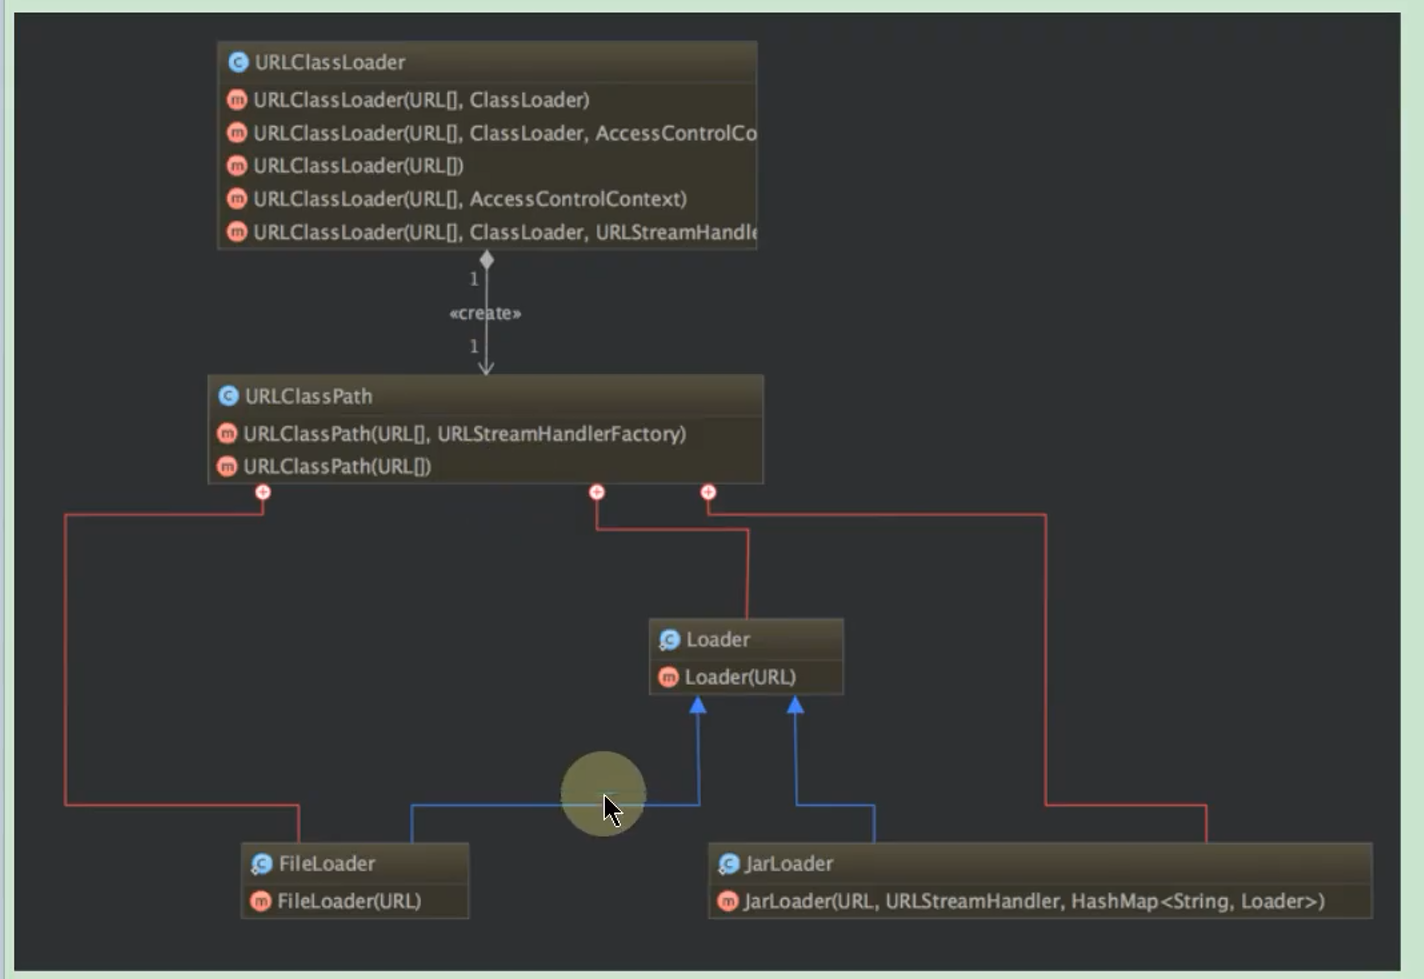 URLClassLoader
URLClassLoader(URL[], ClassLoader)
URLClassLoader(URL[], ClassLoader, AccessControlCo
URLClassLoader(URL[])
URLClassLoader(URL[], AccessControlContext)
URLClassLoader(URL[], ClassLoader, URLStreamHandle
1
«create»
1
URLClassPath
URLClassPath(URL[], URLStreamHandlerFactory)
URLClassPath(URL[])
Loader
Loader(URL)
FileLoader
FileLoader(URL)
JarLoader
JarLoader(URL, URLStreamHandler, HashMap<String, Loader>)